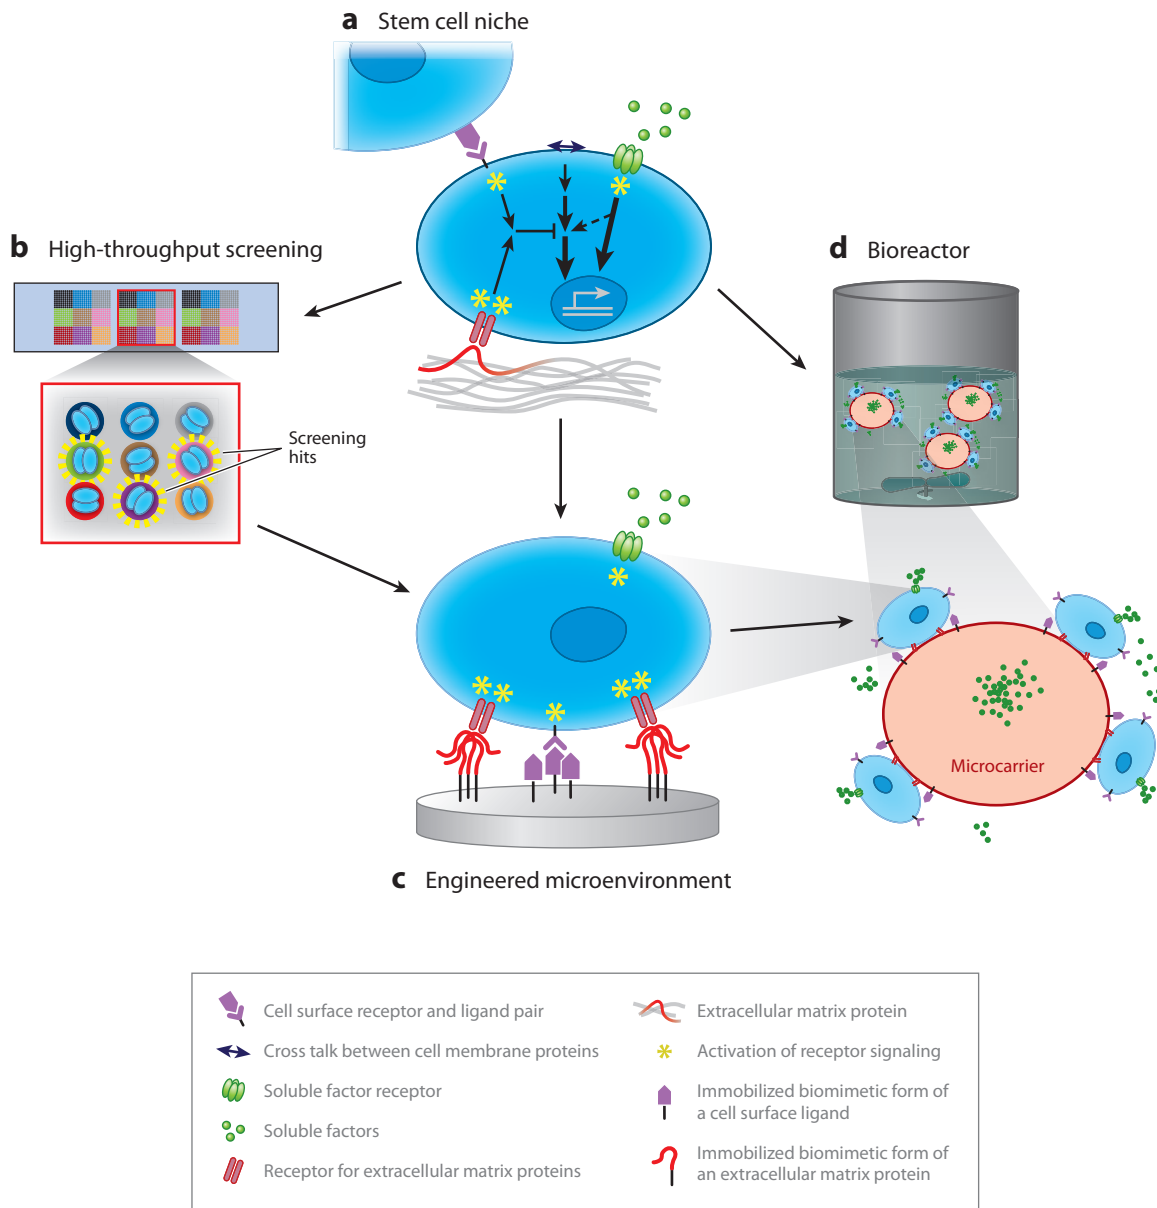 a Stem cell niche
b High-throughput screening
d Bioreactor
Screening
hits
Microcarrier
c Engineered microenvironment
Cell surface receptor and ligand pair
Cross talk between cell membrane proteins
Soluble factor receptor
Soluble factors
Receptor for extracellular matrix proteins
Extracellular matrix protein
Activation of receptor signaling
Immobilized biomimetic form of
a cell surface ligand
Immobilized biomimetic form of
an extracellular matrix protein